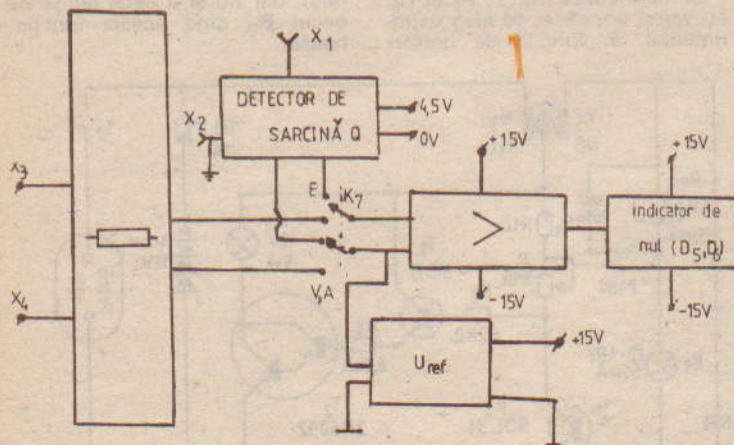 X1
1
DETECTOR DE
SARCINĂ Q
X2
4,5V
0V
X3
E
K7
+15V
+15V
>
indicator de
nul (D5,D6)
X4
V,A
-15V
-15V
Uref
+15V